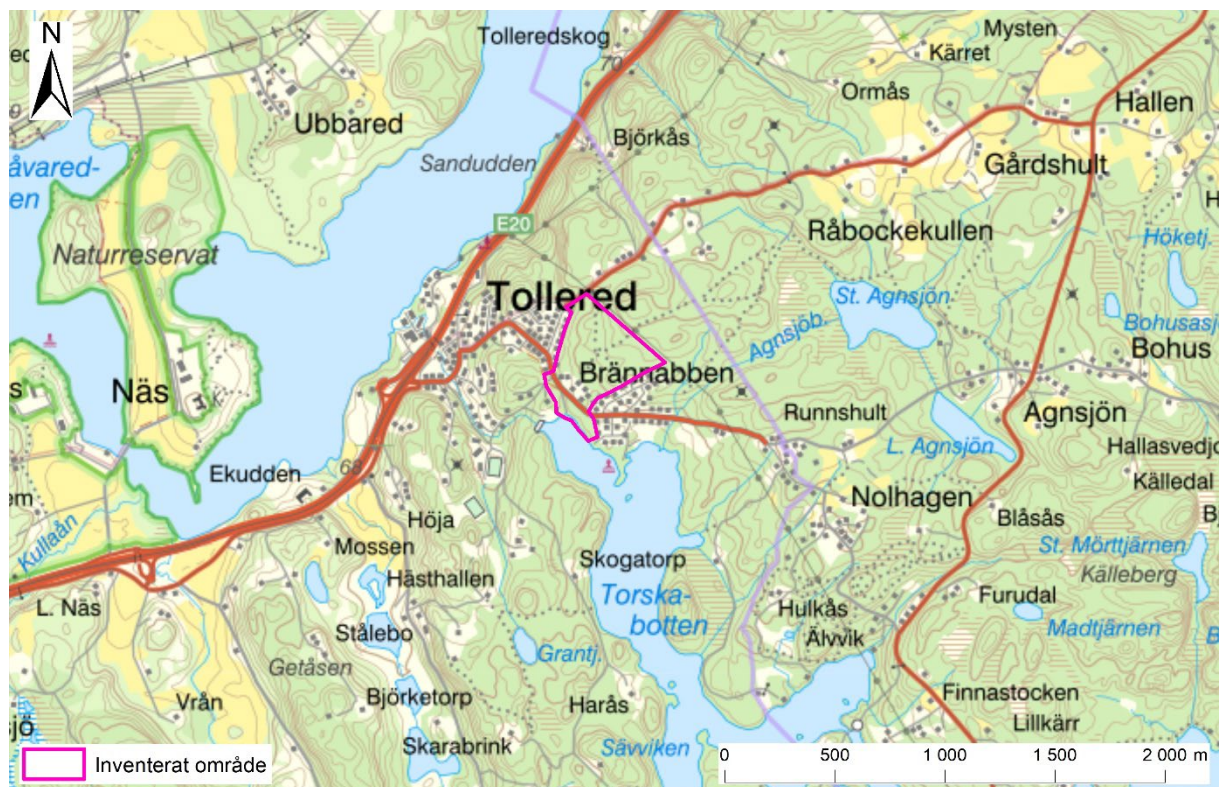 N
Tolleredskog
70
Mysten
Kärret
Ormås
Hallen
Ubbared
Björkås
Gårdshult
Sandudden
E20
Råbockekullen
Höketj.
Naturreservat
Tollered
St. Agnsjön
Agnsjöb.
Bohus
Näs
Brännabben
Runnshult
Agnsjön
L. Agnsjön
Hallasvedjo
Källedal
Ekudden
68
Nolhagen
Blåsås
Kullaån
Höja
Mossen
Skogatorp
St. Mörttjärnen
Källeberg
Hästhallen
L. Näs
Torska-
botten
Hulkås
Furudal
Stålebo
Älvvik
Madtjärnen
Getåsen
Grantj.
Björketorp
Harås
Finnastocken
Vrån
Lillkärr
Skarabrink
Sävviken
Inventerat område
0 500 1 000 1 500 2 000 m